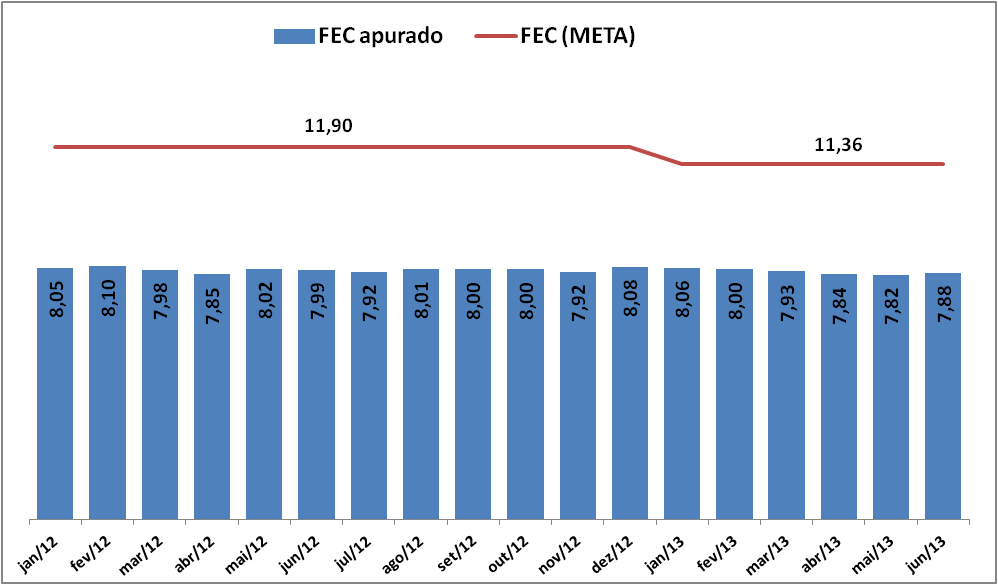 FEC apurado FEC (META)
11,90
11,36
8,05 8,10 7,98 7,85 8,02 7,99 7,92 8,01 8,00 8,00 7,92 8,08 8,06 8,00 7,93 7,84 7,82 7,88
jan/12 fev/12 mar/12 abr/12 mai/12 jun/12 jul/12 ago/12 set/12 out/12 nov/12 dez/12 jan/13 fev/13 mar/13 abr/13 mai/13 jun/13